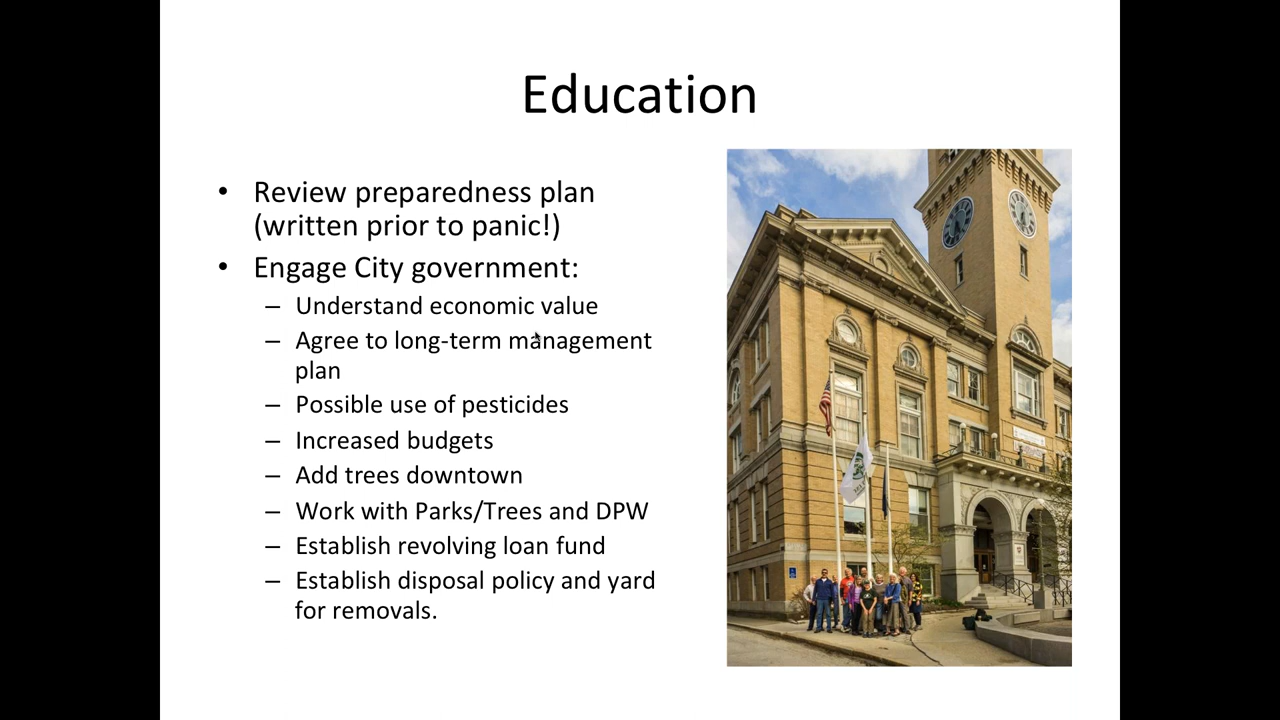 Education
• Review preparedness plan
(written prior to panic!)
• Engage City government:
– Understand economic value
– Agree to long-term management
plan
– Possible use of pesticides
– Increased budgets
– Add trees downtown
– Work with Parks/Trees and DPW
– Establish revolving loan fund
– Establish disposal policy and yard
for removals.